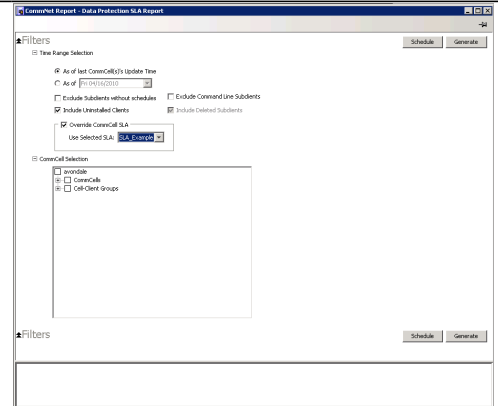 CommNet Report - Data Protection SLA Report
Filters
Schedule Generate
Time Range Selection
As of last CommCell(s)'s Update Time
As of Fri 04/16/2010
Exclude Subclients without schedules Exclude Command Line Subclients
Include Uninstalled Clients Include Deleted Subclients
Override CommCell SLA
Use Selected SLA: SLA_Example
CommCell Selection
avondale
CommCells
Cell-Client Groups
Filters
Schedule Generate